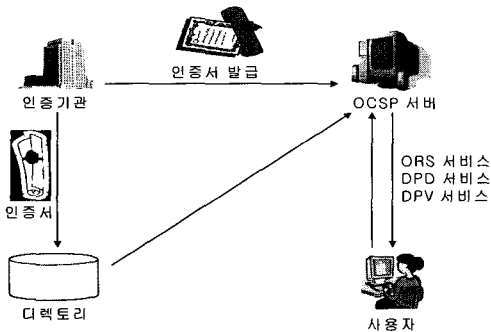 인증서 발급
인증기관
OCSP 서버
ORS 서비스
DPD 서비스
DPV 서비스
인증서
디렉토리
사용자